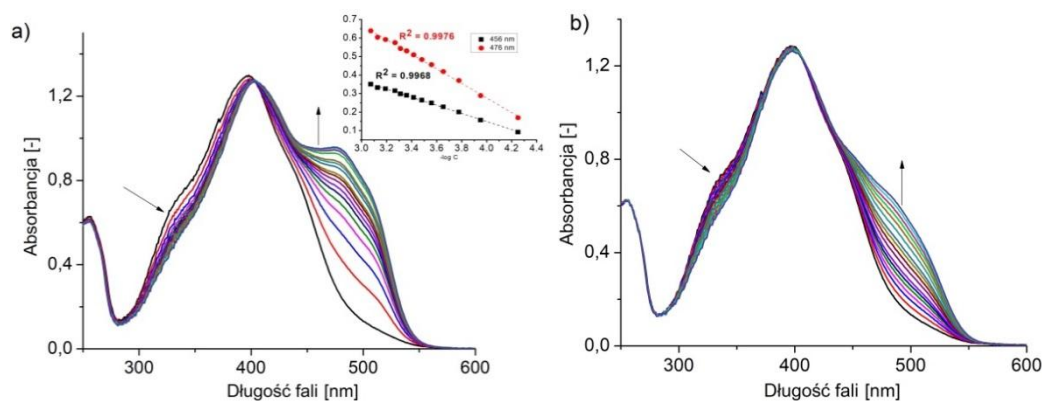 a)
Absorbancja [-]
1,2
0,8
0,4
0,0
300
400
500
600
Długość fali [nm]
0.7
0.6
0.5
0.4
0.3
0.2
0.1
3.0
3.2
3.4
3.6
3.8
4.0
4.2
4.4
-log C
R² = 0.9976
R² = 0.9968
456 nm
476 nm
b)
Absorbancja [-]
1,2
0,8
0,4
0,0
300
400
500
600
Długość fali [nm]